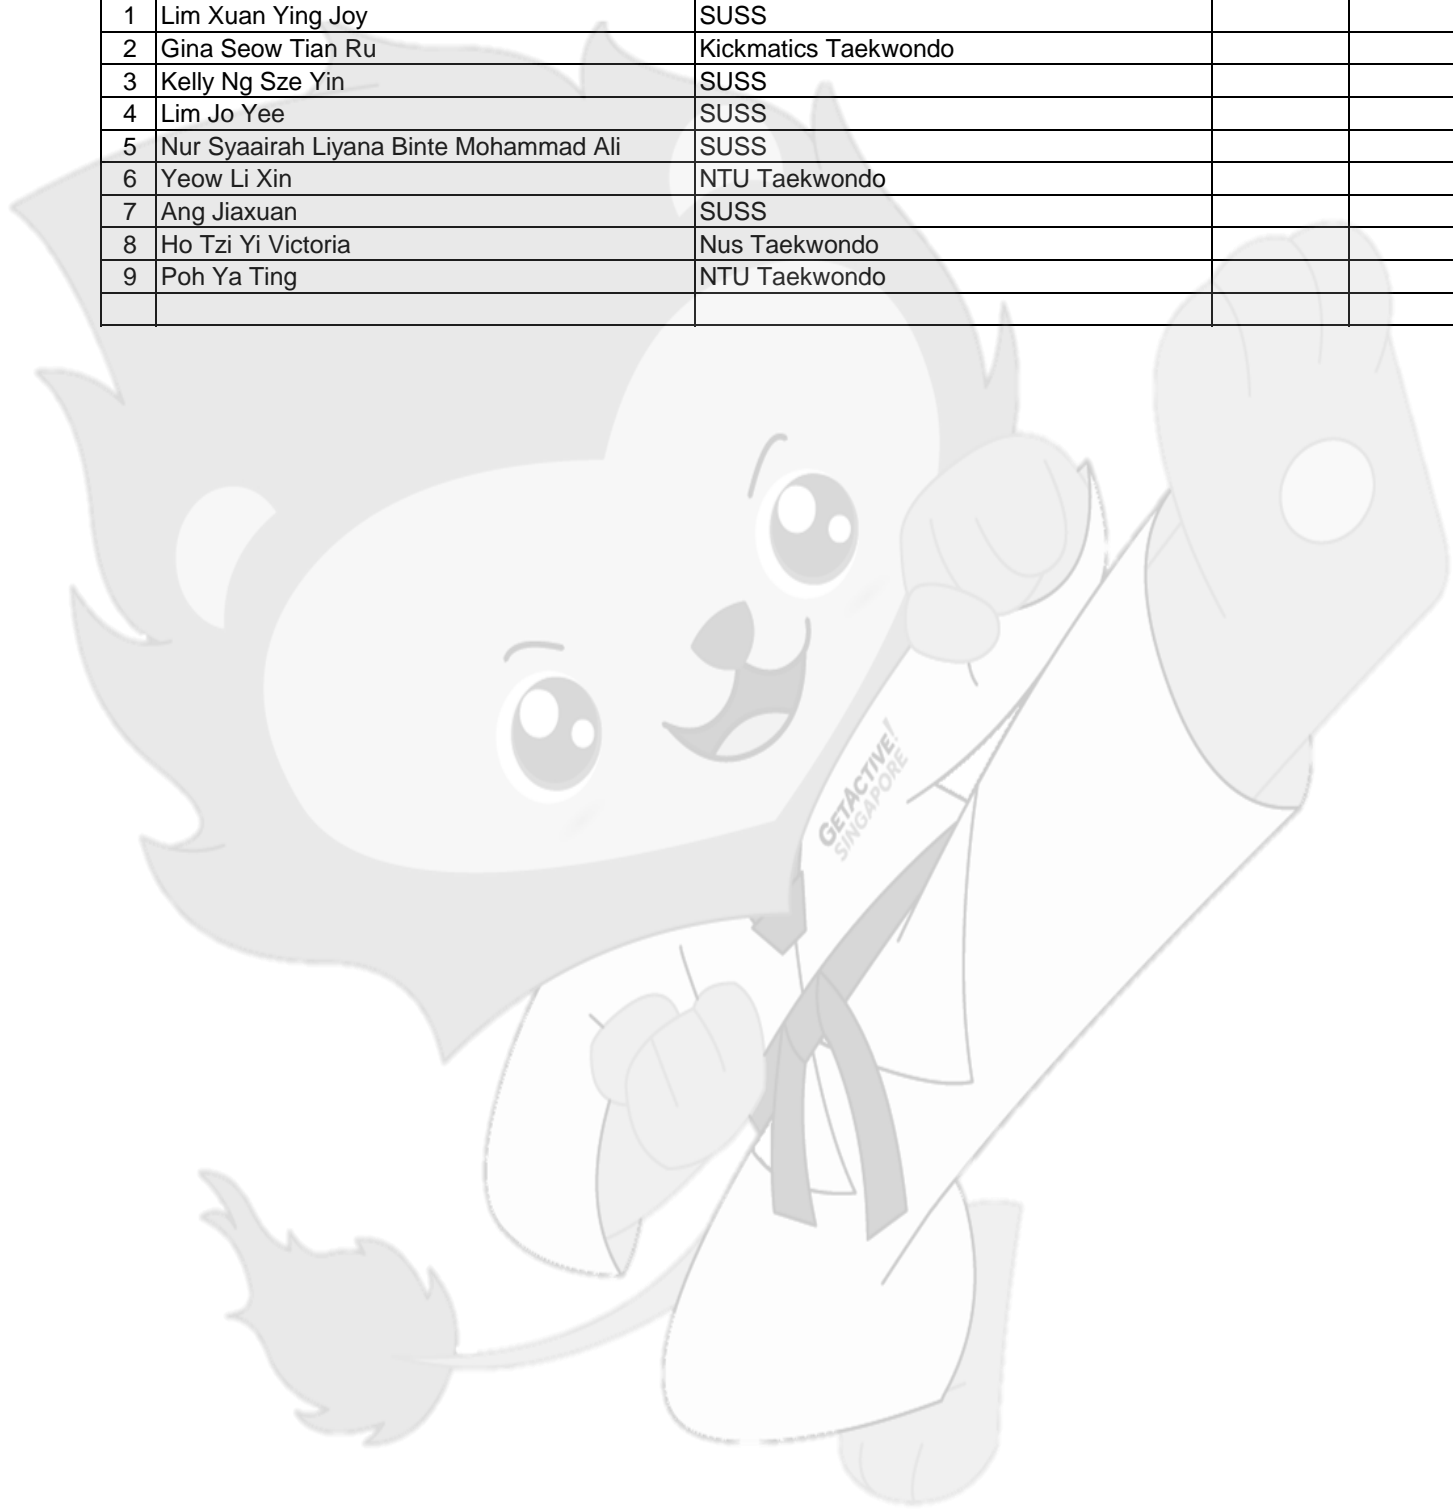 1 Lim Xuan Ying Joy SUSS
2 Gina Seow Tian Ru Kickmatics Taekwondo
3 Kelly Ng Sze Yin SUSS
4 Lim Jo Yee SUSS
5 Nur Syaairah Liyana Binte Mohammad Ali SUSS
6 Yeow Li Xin NTU Taekwondo
7 Ang Jiaxuan SUSS
8 Ho Tzi Yi Victoria Nus Taekwondo
9 Poh Ya Ting NTU Taekwondo
GETACTIVE!
SINGAPORE